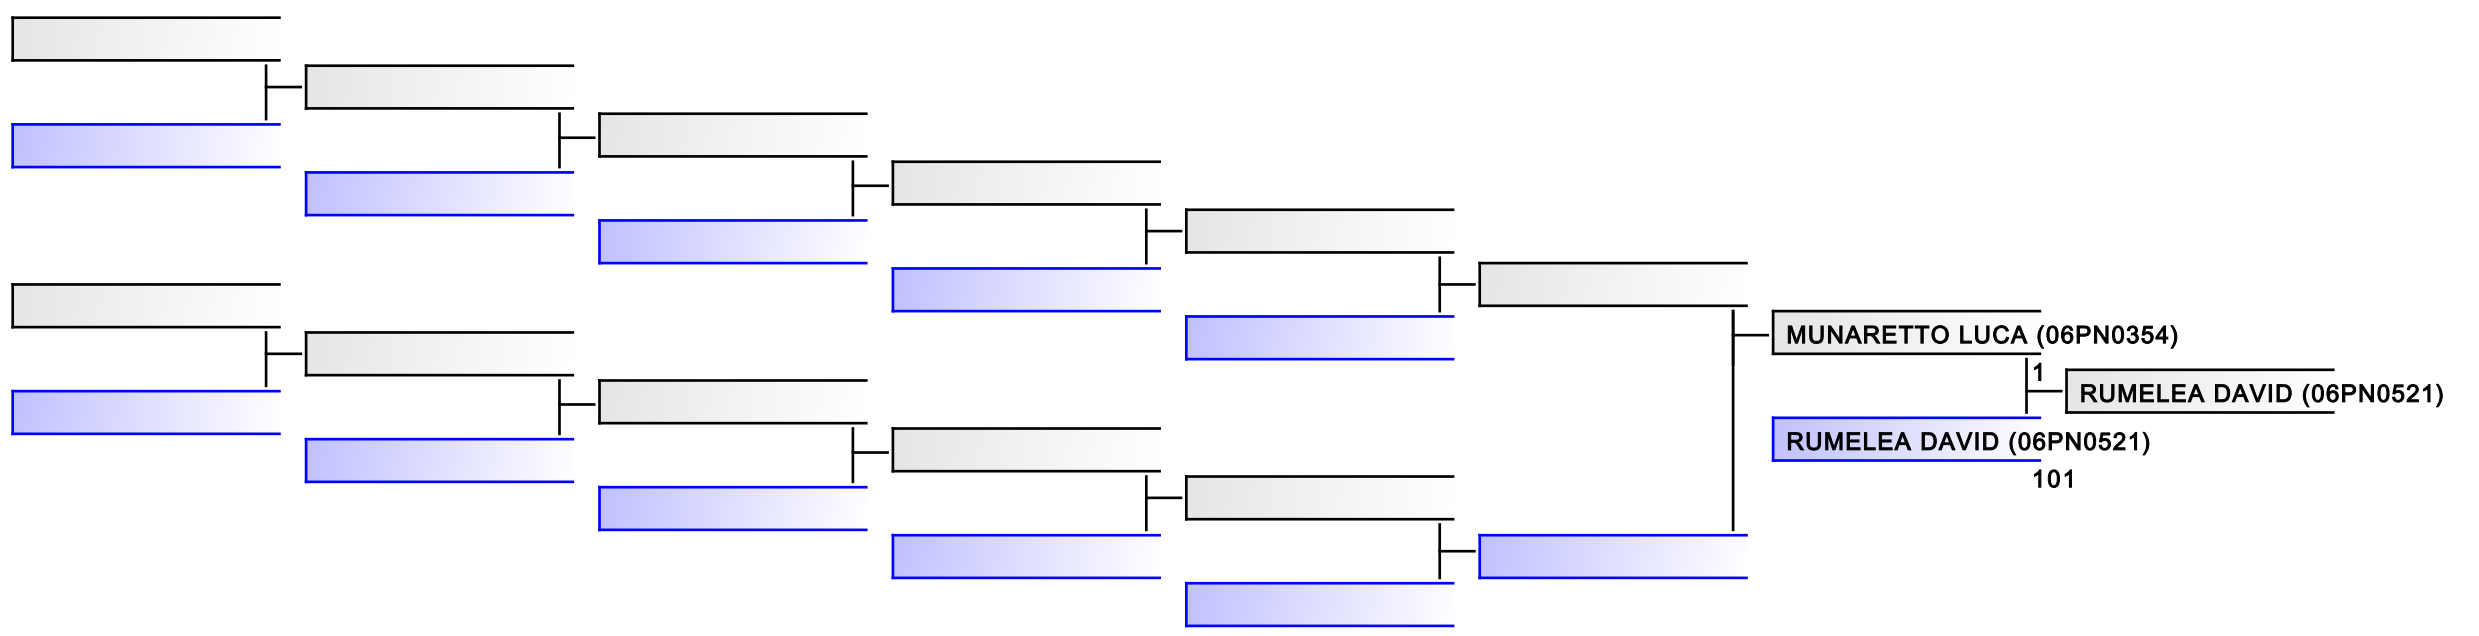 MUNARETTO LUCA (06PN0354)
1
RUMELEA DAVID (06PN0521)
RUMELEA DAVID (06PN0521)
101